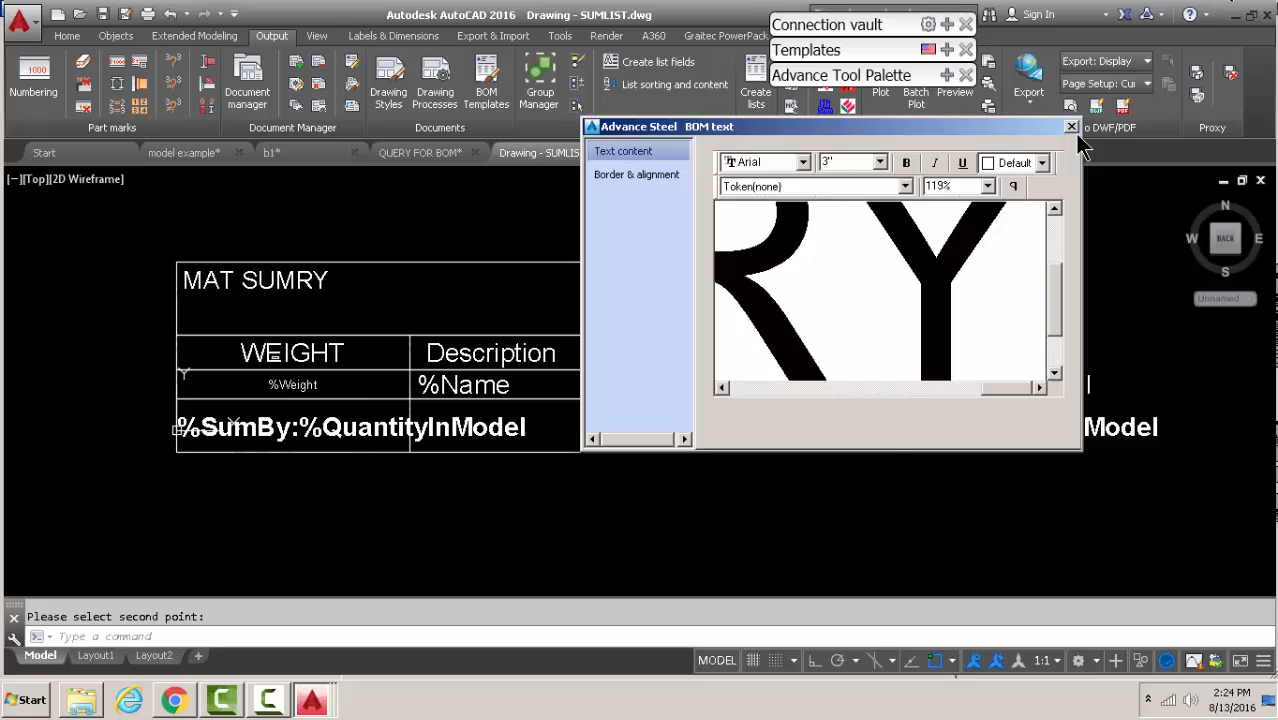 Autodesk AutoCAD 2016 Drawing - SUMLIST.dwg
Sign In
Connection vault
Templates
Advance Tool Palette
Home Objects Extended Modeling Output View Labels & Dimensions Export & Import Tools Render A360 Graitec PowerPack
1000
Numbering
Part marks
Document manager
Document Manager
Drawing Styles
Drawing Processes
BOM Templates
Documents
Group Manager
Create list fields
List sorting and content
Create lists
Plot
Batch Plot
Preview
Export
Export: Display
Page Setup: Cui
o DWF/PDF
Proxy
Start model example* b1* QUERY FOR BOM* Drawing - SUMLIS
[−][Top][2D Wireframe]
Advance Steel BOM text
Text content
Border & alignment
Arial 3" B I U Default
Token(none) 119%
RY
N
W BACK E
S
Unnamed
MAT SUMRY
WEIGHT Description
%Weight %Name
%SumBy:%QuantityInModel
Model
Y
X
Please select second point:
Type a command
Model Layout1 Layout2 +
MODEL 1:1
Start
2:24 PM
8/13/2016